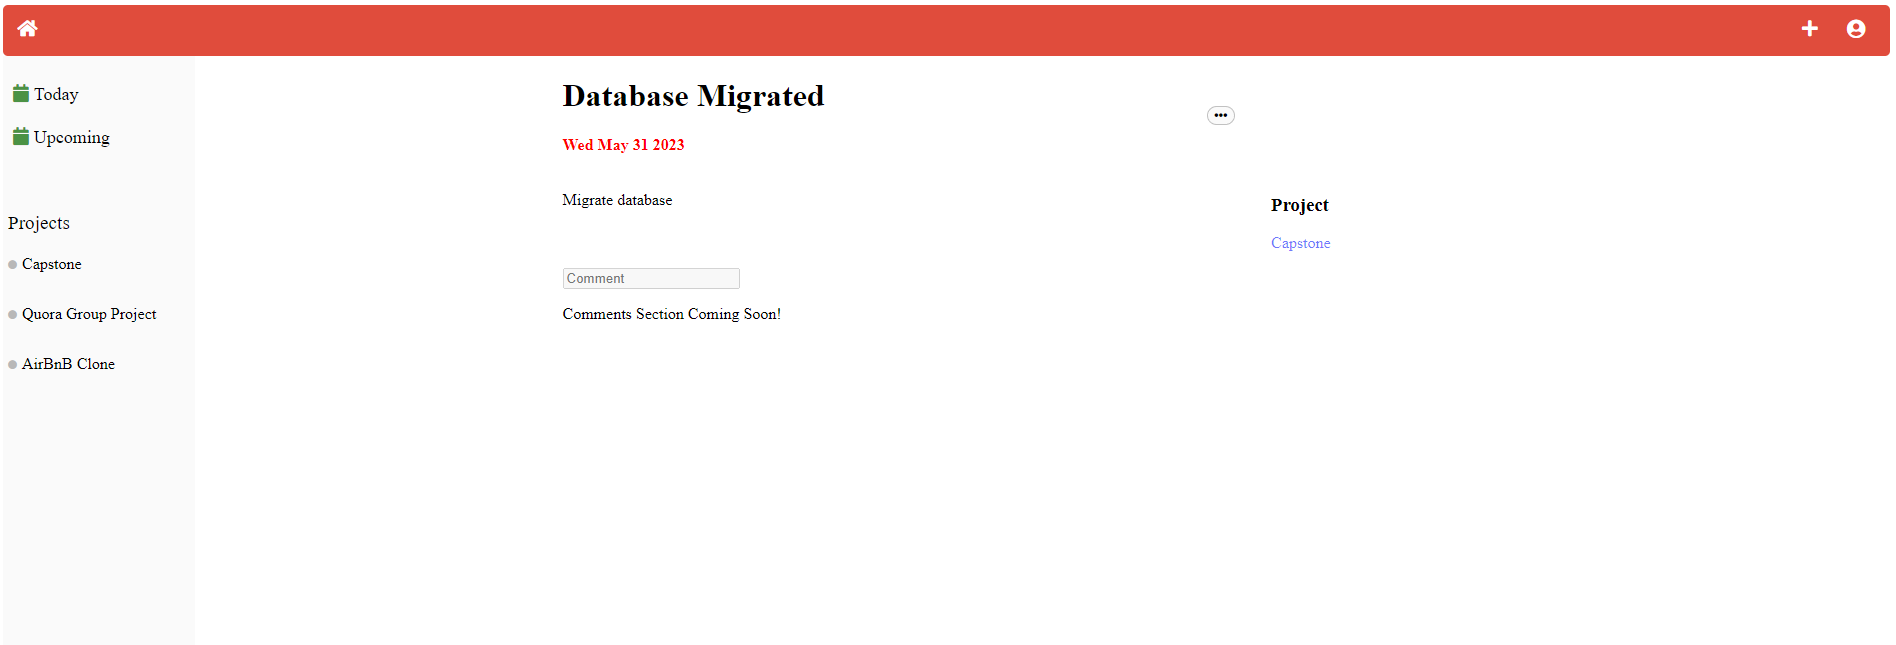 Today
Upcoming
Projects
Capstone
Quora Group Project
AirBnB Clone
Database Migrated
•••
Wed May 31 2023
Migrate database
Comment
Comments Section Coming Soon!
Project
Capstone